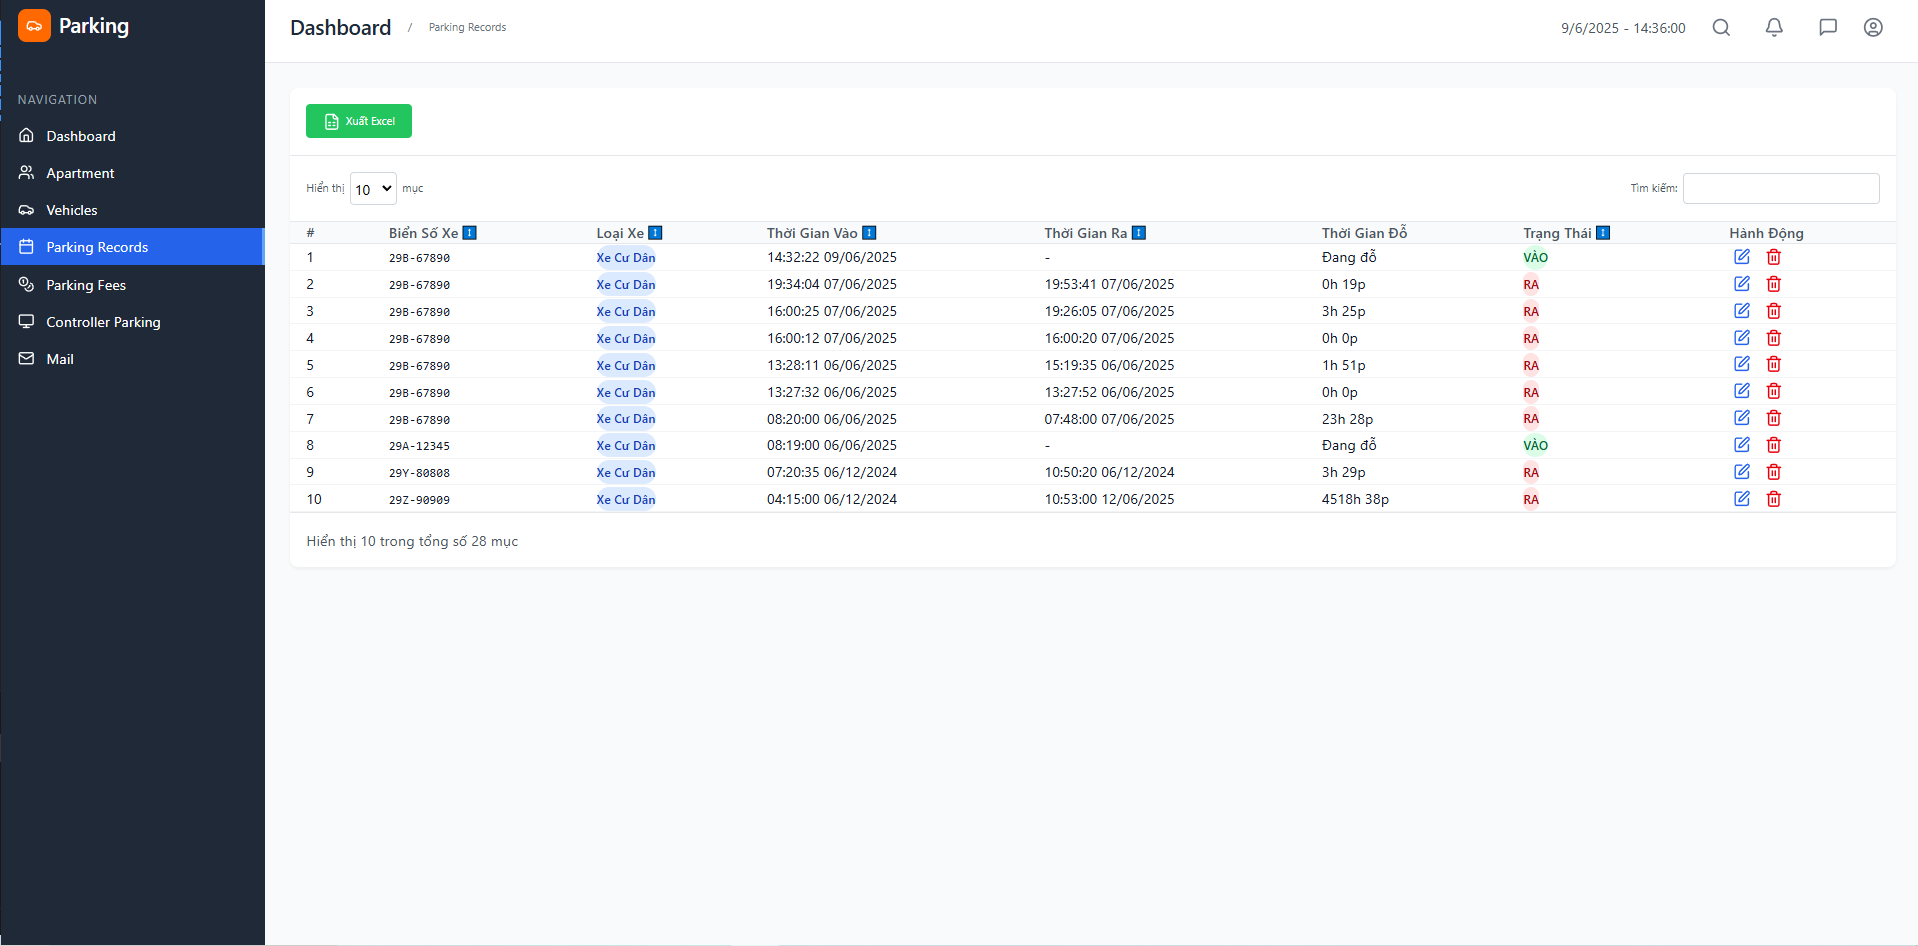 Parking
Dashboard / Parking Records
9/6/2025 - 14:36:00
NAVIGATION
Dashboard
Apartment
Vehicles
Parking Records
Parking Fees
Controller Parking
Mail
Xuất Excel
Hiển thị 10 mục
Tìm kiếm:
# Biển Số Xe Loại Xe Thời Gian Vào Thời Gian Ra Thời Gian Đỗ Trạng Thái Hành Động
1 29B-67890 Xe Cư Dân 14:32:22 09/06/2025 - Đang đỗ VÀO
2 29B-67890 Xe Cư Dân 19:34:04 07/06/2025 19:53:41 07/06/2025 0h 19p RA
3 29B-67890 Xe Cư Dân 16:00:25 07/06/2025 19:26:05 07/06/2025 3h 25p RA
4 29B-67890 Xe Cư Dân 16:00:12 07/06/2025 16:00:20 07/06/2025 0h 0p RA
5 29B-67890 Xe Cư Dân 13:28:11 06/06/2025 15:19:35 06/06/2025 1h 51p RA
6 29B-67890 Xe Cư Dân 13:27:32 06/06/2025 13:27:52 06/06/2025 0h 0p RA
7 29B-67890 Xe Cư Dân 08:20:00 06/06/2025 07:48:00 07/06/2025 23h 28p RA
8 29A-12345 Xe Cư Dân 08:19:00 06/06/2025 - Đang đỗ VÀO
9 29Y-80808 Xe Cư Dân 07:20:35 06/12/2024 10:50:20 06/12/2024 3h 29p RA
10 29Z-90909 Xe Cư Dân 04:15:00 06/12/2024 10:53:00 12/06/2025 4518h 38p RA
Hiển thị 10 trong tổng số 28 mục